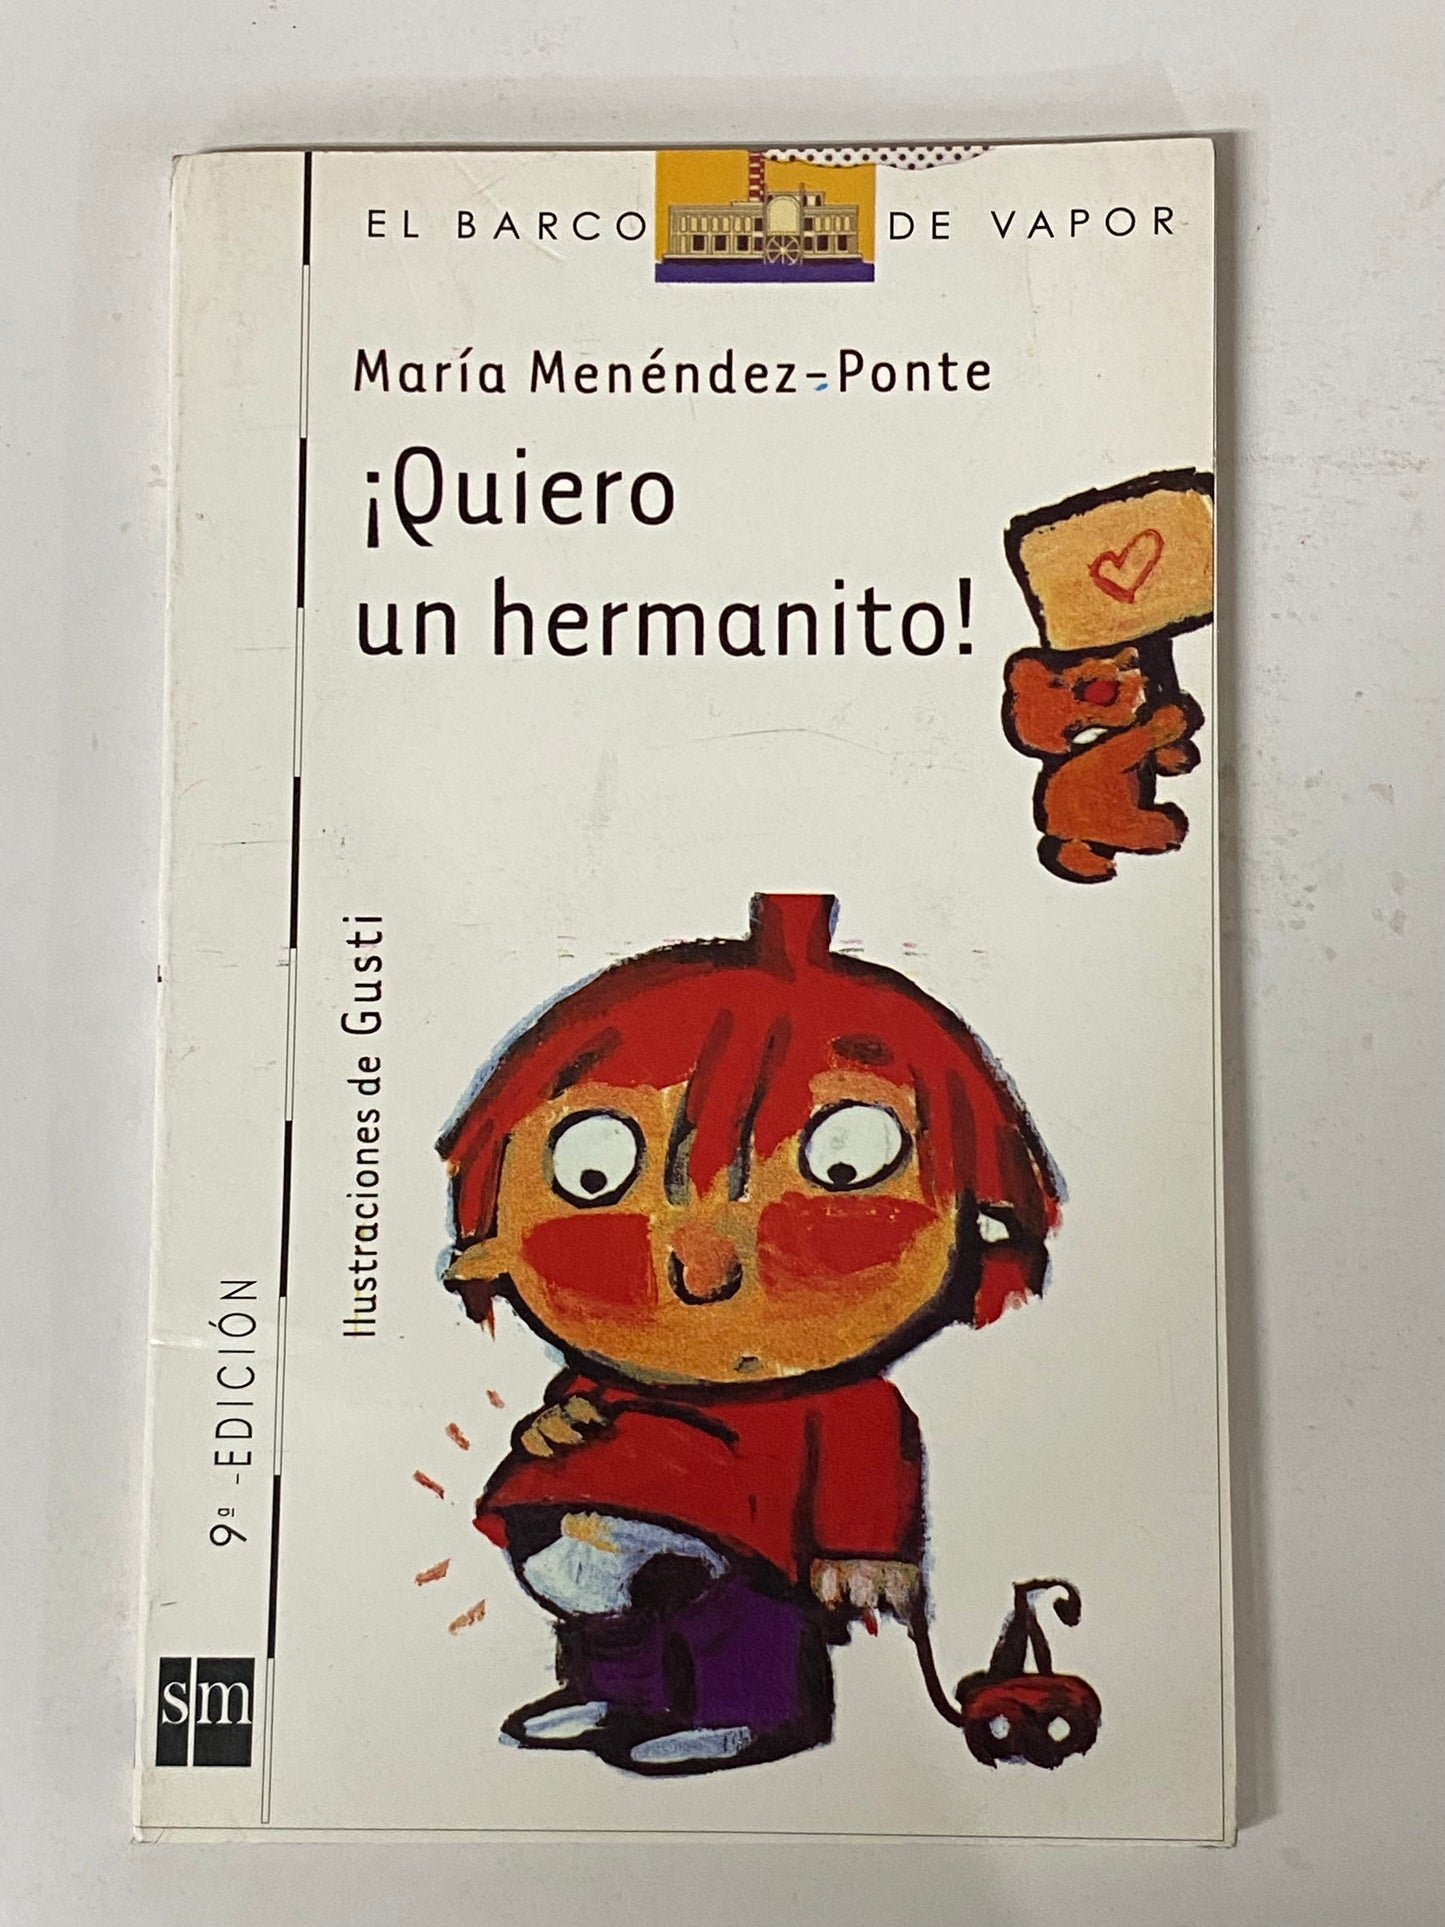 EL BARCO DE VAPOR
María Menéndez-Ponte
¡Quiero
un hermanito!
Ilustraciones de Gusti
9ª -EDICIÓN
sm